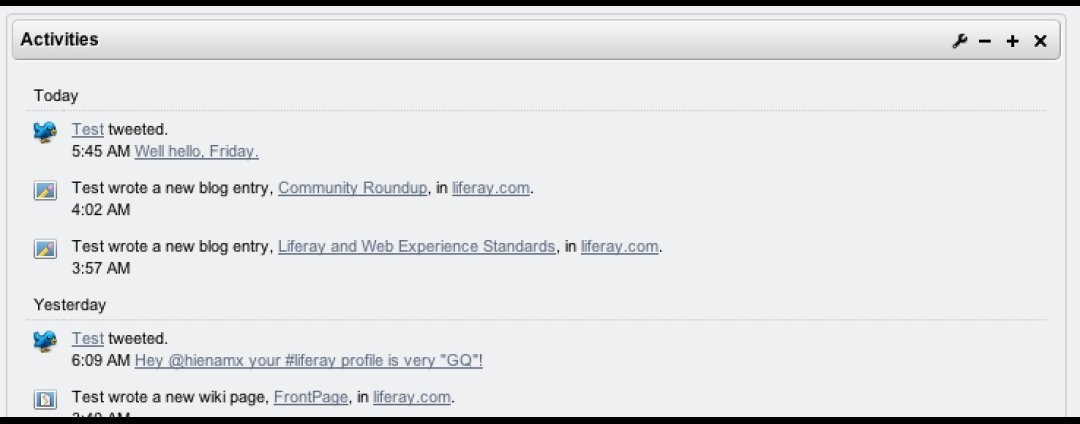 Activities
Today
Test tweeted.
5:45 AM Well hello, Friday.
Test wrote a new blog entry, Community Roundup, in liferay.com.
4:02 AM
Test wrote a new blog entry, Liferay and Web Experience Standards, in liferay.com.
3:57 AM
Yesterday
Test tweeted.
6:09 AM Hey @hienamx your #liferay profile is very "GQ"!
Test wrote a new wiki page, FrontPage, in liferay.com.